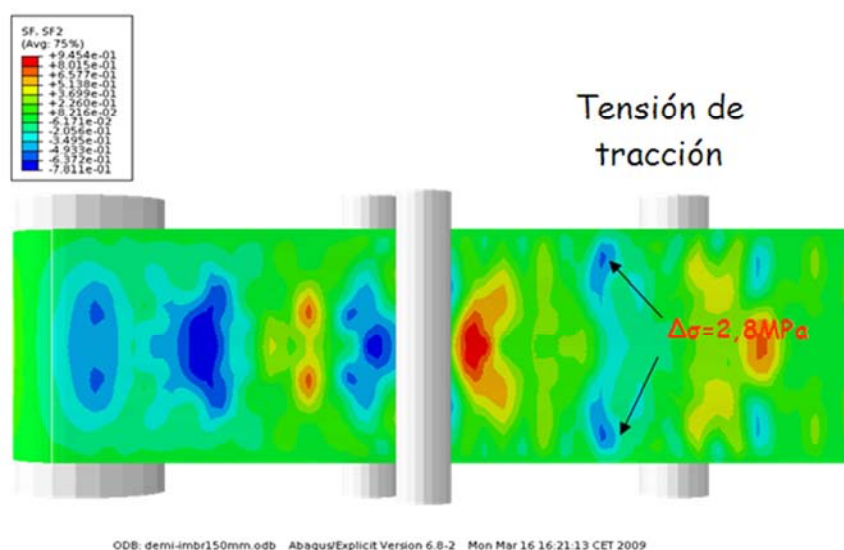 SF, SF2
(Avg: 75%)
+9.454e-01
+8.015e-01
+6.577e-01
+5.138e-01
+3.699e-01
+2.260e-01
+8.216e-02
-6.171e-02
-2.056e-01
-3.495e-01
-4.933e-01
-6.372e-01
-7.811e-01
Tensión de
tracción
Δσ=2,8MPa
ODB: demi-imbr150mm.odb Abaqus/Explicit Version 6.8-2 Mon Mar 16 16:21:13 CET 2009